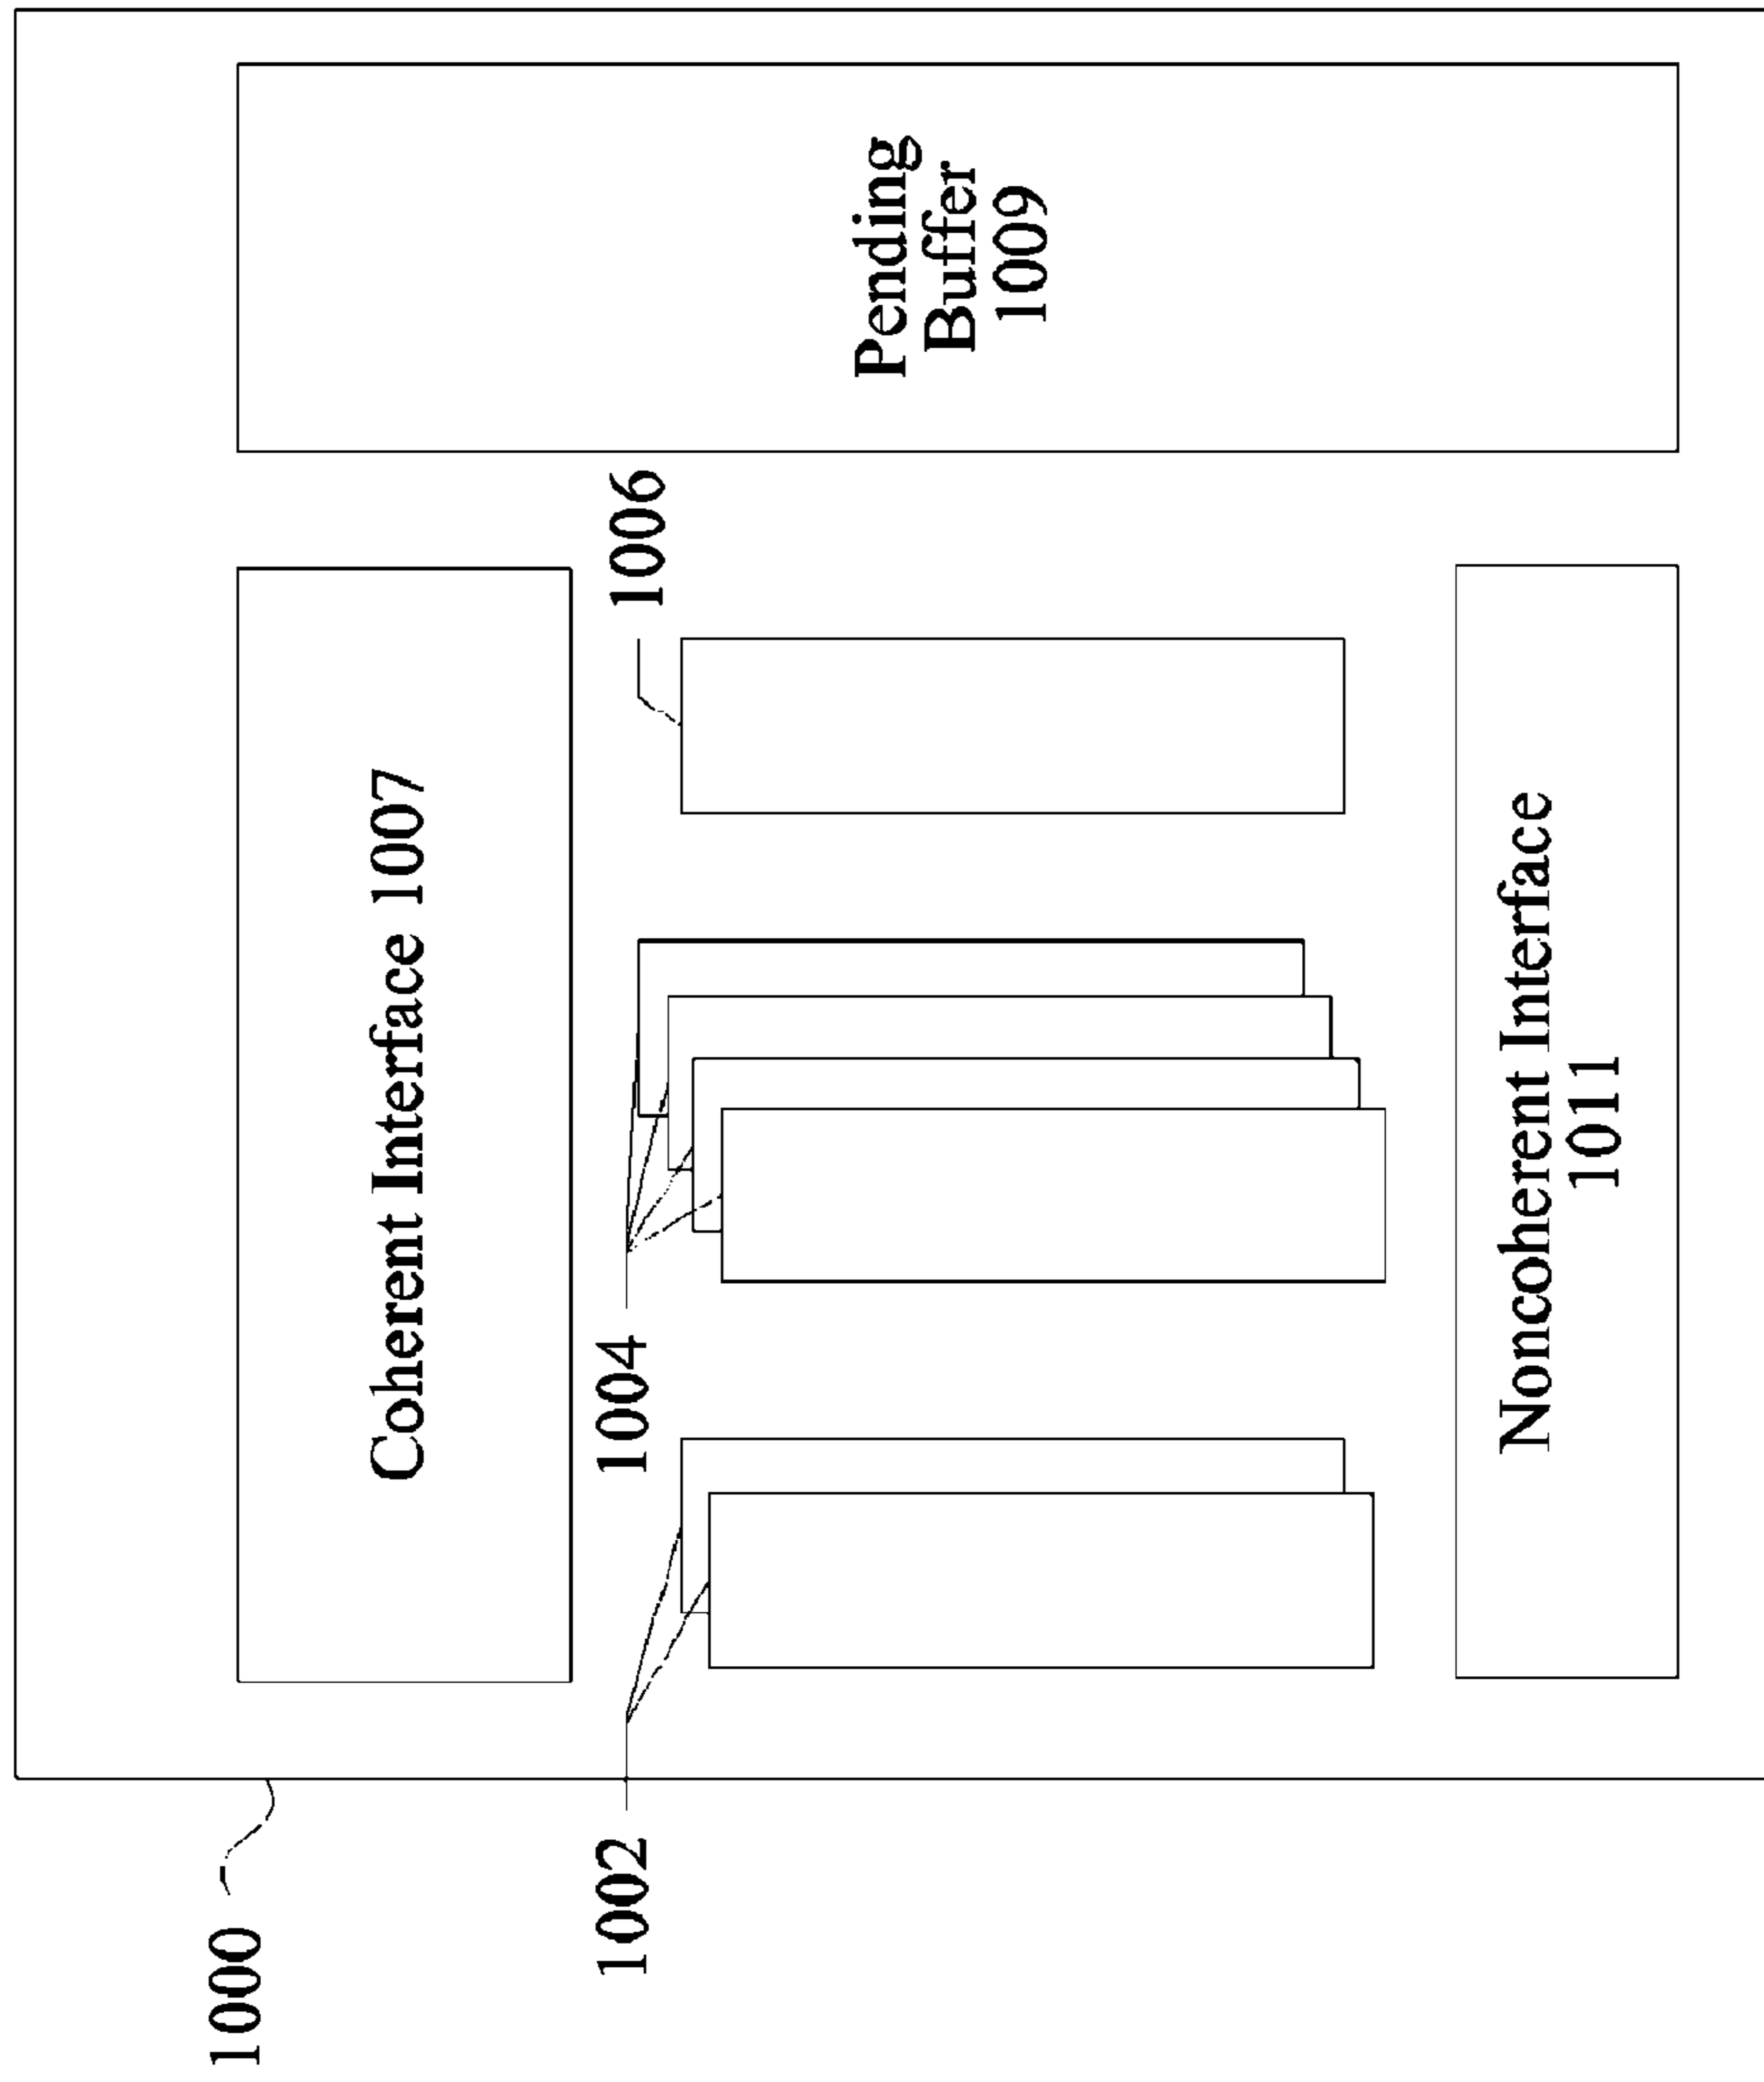 1000
Coherent Interface 1007
1002
1004
1006
Noncoherent Interface
1011
Pending
Buffer
1009